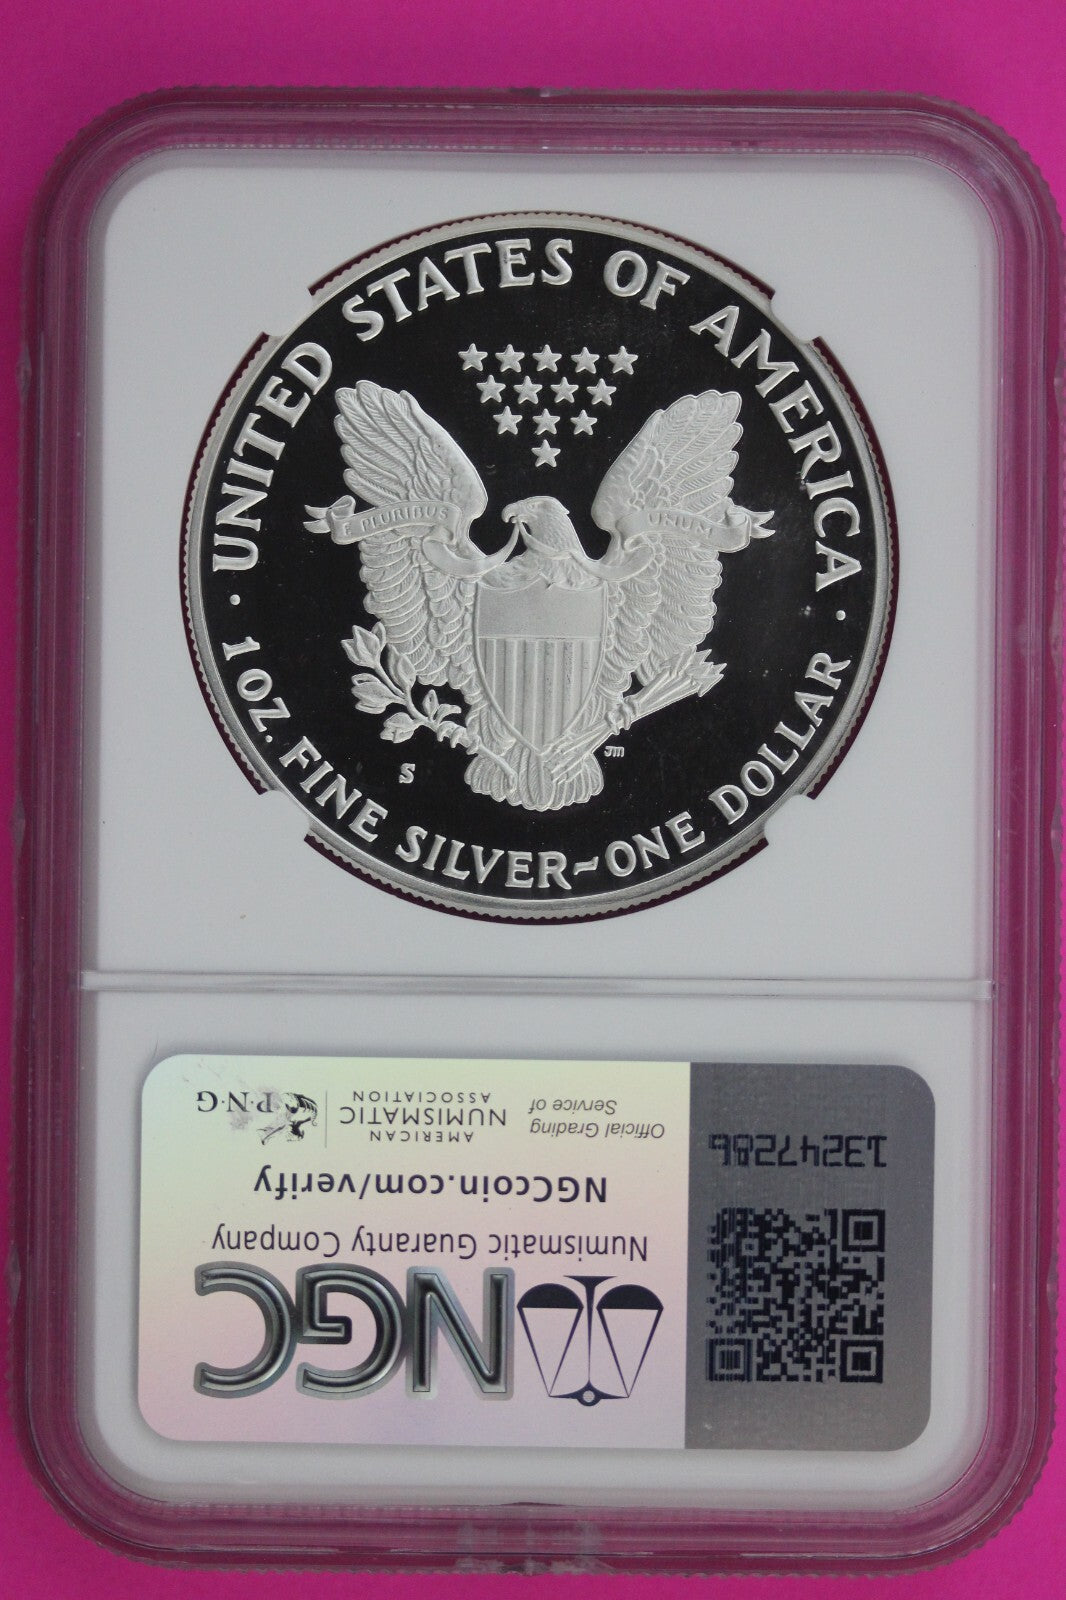 UNITED STATES OF AMERICA
E PLURIBUS
UNUM
S
JM
1 OZ. FINE SILVER~ONE DOLLAR
NGC
Numismatic Guaranty Company
NGCcoin.com/verify
Official Grading
Service of
AMERICAN
NUMISMATIC
ASSOCIATION
P·N·G
13247286